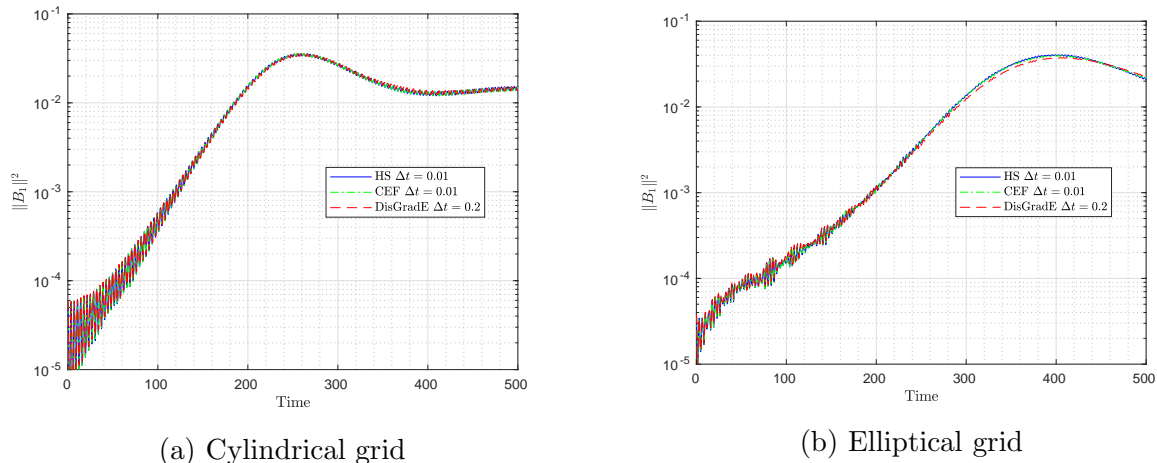 10^{-1}
10^{-2}
10^{-3}
10^{-4}
10^{-5}
||B_1||^2
HS Δt = 0.01
CEF Δt = 0.01
DisGradE Δt = 0.2
0 100 200 300 400 500
Time
(a) Cylindrical grid
10^{-1}
10^{-2}
10^{-3}
10^{-4}
10^{-5}
||B_1||^2
HS Δt = 0.01
CEF Δt = 0.01
DisGradE Δt = 0.2
0 100 200 300 400 500
Time
(b) Elliptical grid